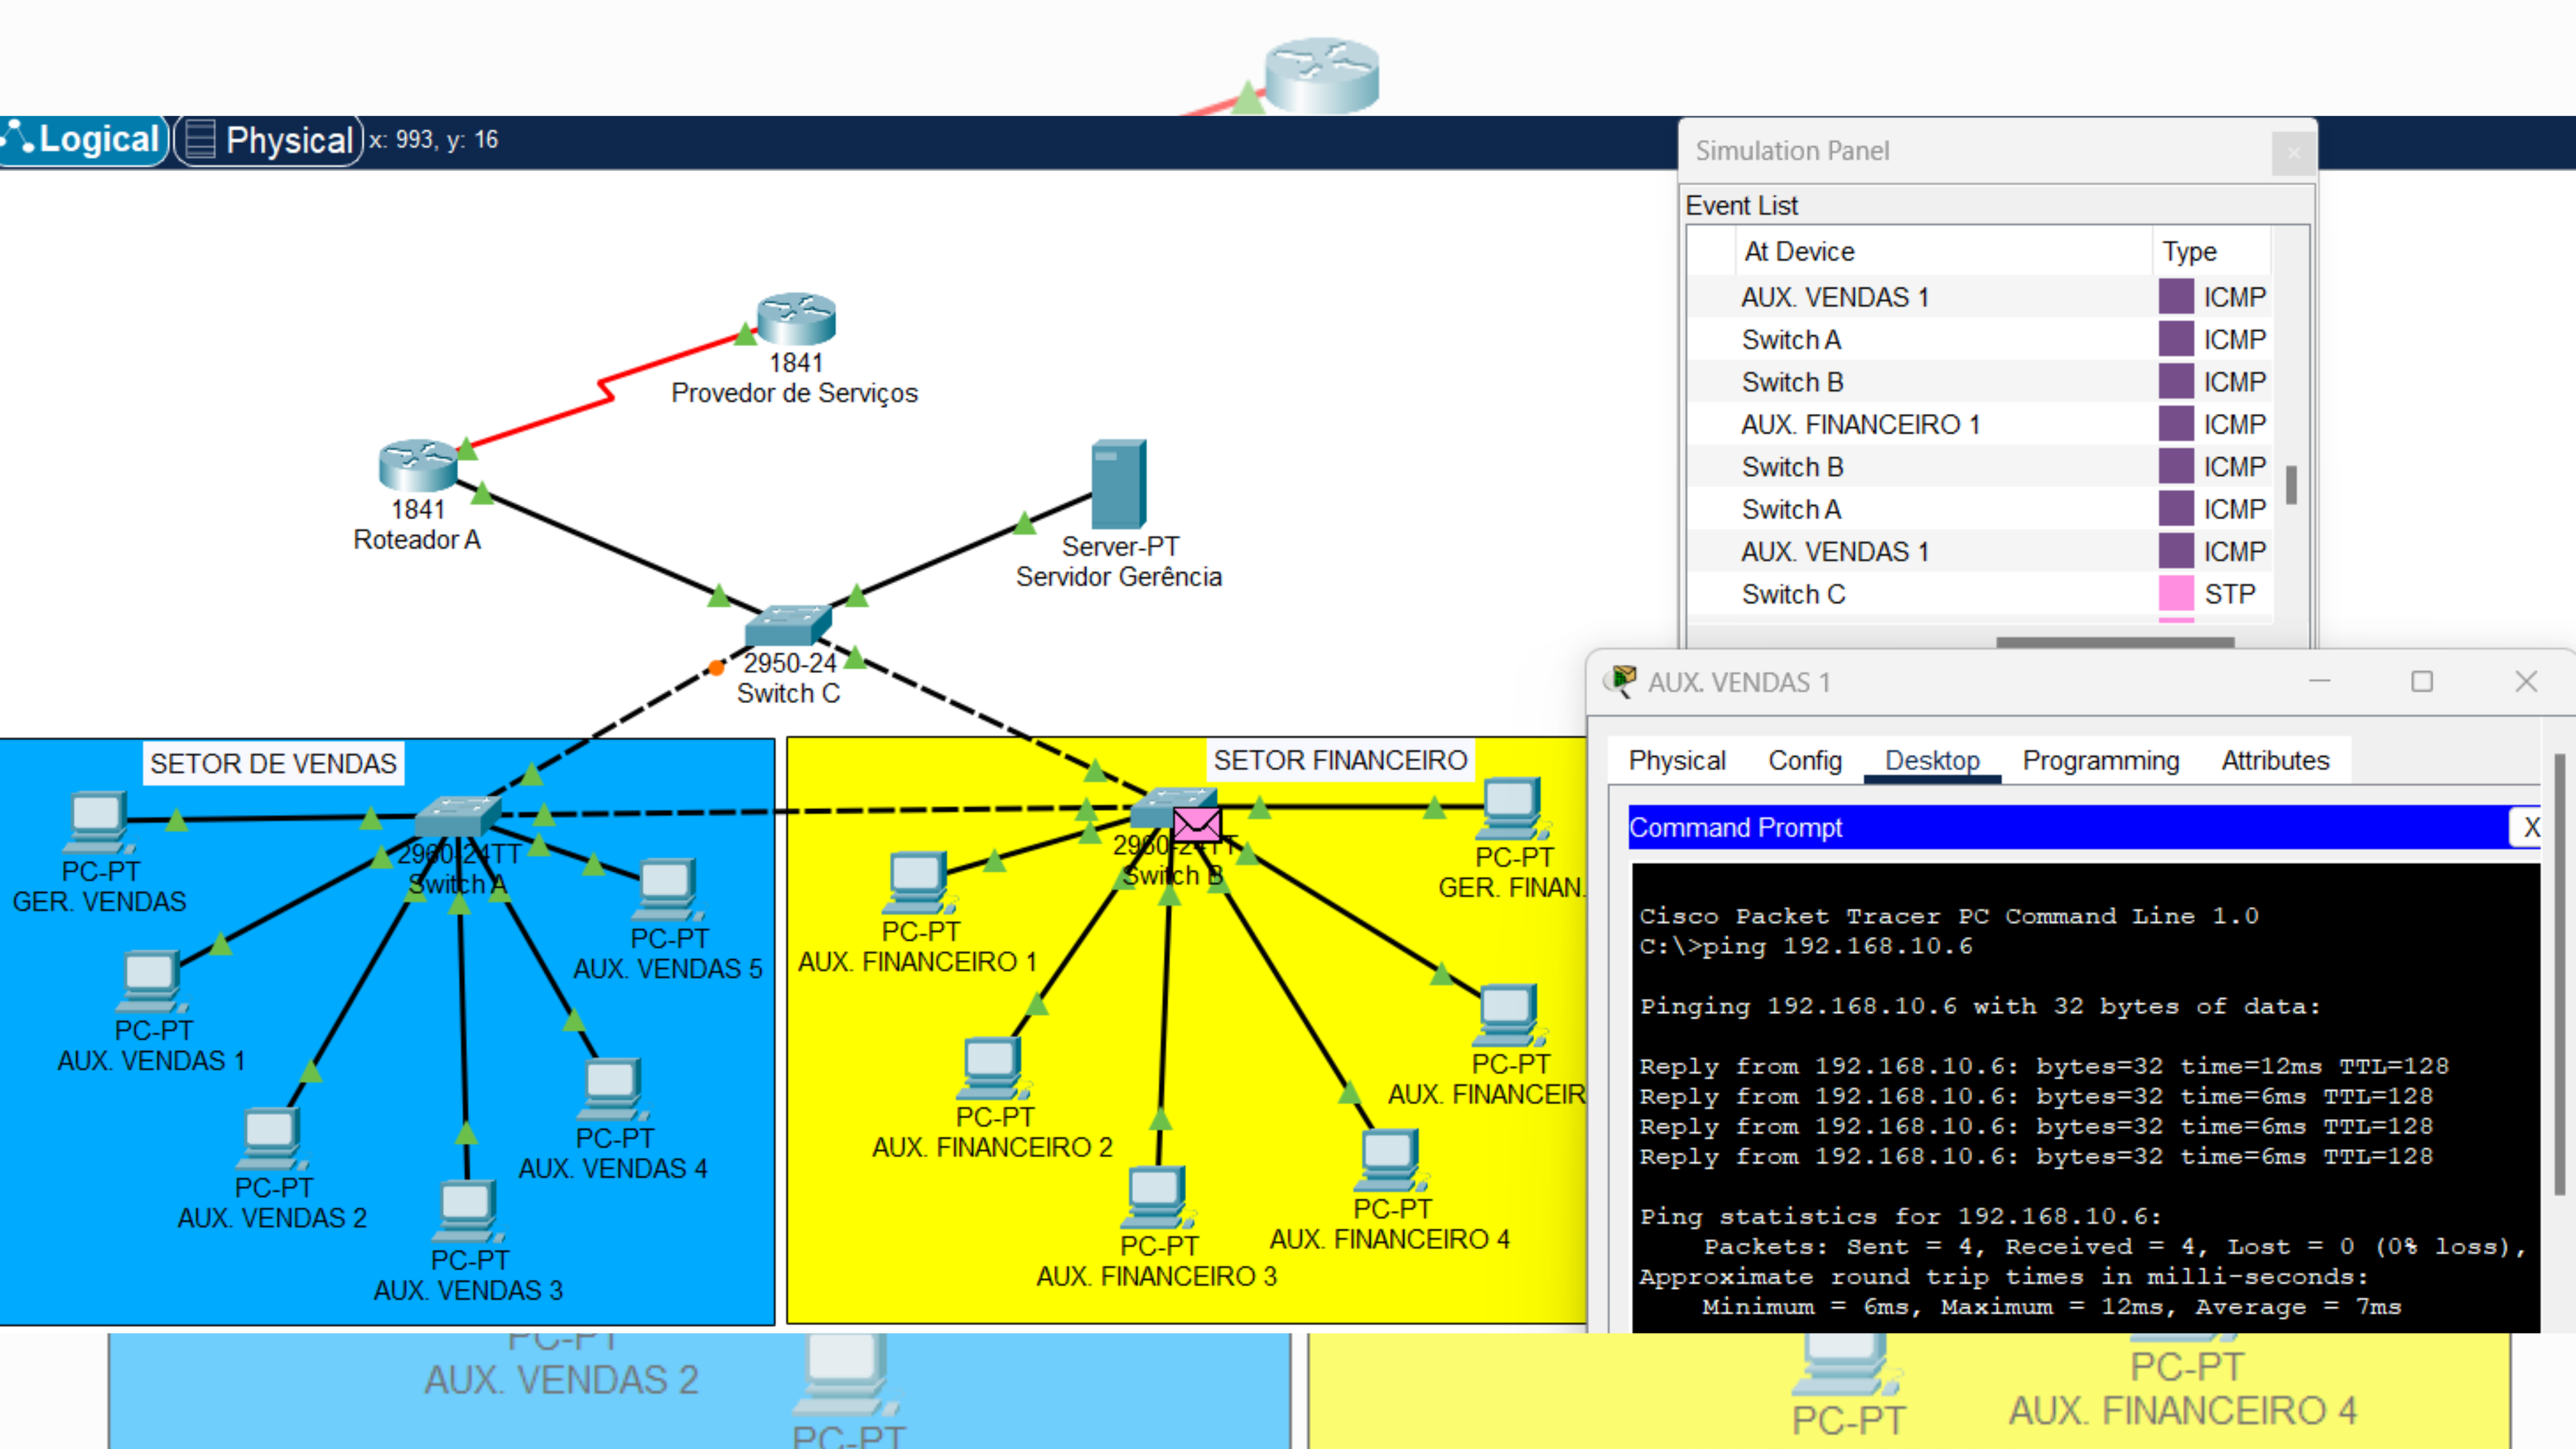 Logical Physical x: 993, y: 16
Simulation Panel
Event List
At Device Type
AUX. VENDAS 1 ICMP
Switch A ICMP
Switch B ICMP
AUX. FINANCEIRO 1 ICMP
Switch B ICMP
Switch A ICMP
AUX. VENDAS 1 ICMP
Switch C STP
1841
Provedor de Serviços
1841
Roteador A
Server-PT
Servidor Gerência
2950-24
Switch C
SETOR DE VENDAS
PC-PT
GER. VENDAS
2960-24TT
Switch A
PC-PT
AUX. VENDAS 5
PC-PT
AUX. VENDAS 1
PC-PT
AUX. VENDAS 4
PC-PT
AUX. VENDAS 2
PC-PT
AUX. VENDAS 3
SETOR FINANCEIRO
2960-24TT
Switch B
PC-PT
GER. FINAN.
PC-PT
AUX. FINANCEIRO 1
PC-PT
AUX. FINANCEIR
PC-PT
AUX. FINANCEIRO 2
PC-PT
AUX. FINANCEIRO 4
PC-PT
AUX. FINANCEIRO 3
AUX. VENDAS 1
Physical Config Desktop Programming Attributes
Command Prompt X
Cisco Packet Tracer PC Command Line 1.0
C:\>ping 192.168.10.6
Pinging 192.168.10.6 with 32 bytes of data:
Reply from 192.168.10.6: bytes=32 time=12ms TTL=128
Reply from 192.168.10.6: bytes=32 time=6ms TTL=128
Reply from 192.168.10.6: bytes=32 time=6ms TTL=128
Reply from 192.168.10.6: bytes=32 time=6ms TTL=128
Ping statistics for 192.168.10.6:
Packets: Sent = 4, Received = 4, Lost = 0 (0% loss),
Approximate round trip times in milli-seconds:
Minimum = 6ms, Maximum = 12ms, Average = 7ms
PC-PT
AUX. VENDAS 2
PC-PT
PC-PT
PC-PT
AUX. FINANCEIRO 4